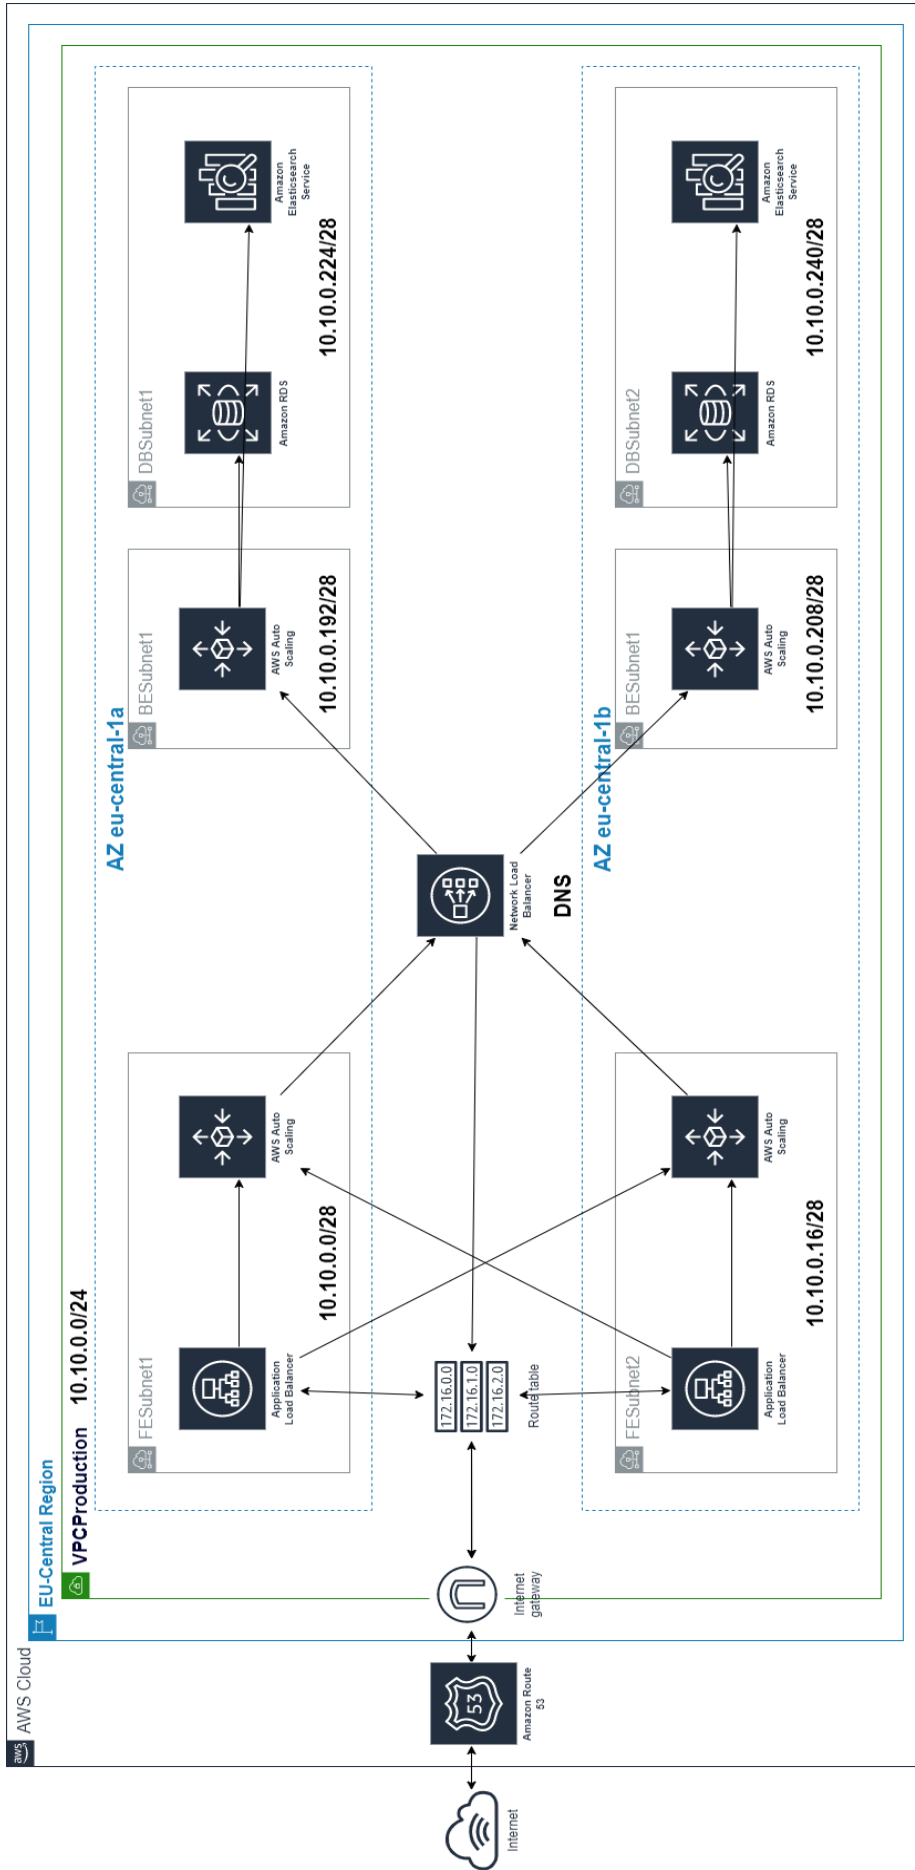 aws
AWS Cloud
EU-Central Region
VPCProduction 10.10.0.0/24
AZ eu-central-1a
FESubnet1
Application
Load Balancer
AWS Auto
Scaling
10.10.0.0/28
BESubnet1
AWS Auto
Scaling
10.10.0.192/28
DBSubnet1
Amazon RDS
Amazon
Elasticsearch
Service
10.10.0.224/28
Internet
53
Amazon Route
53
Internet
gateway
172.16.0.0
172.16.1.0
172.16.2.0
Route table
Network Load
Balancer
DNS
AZ eu-central-1b
FESubnet2
Application
Load Balancer
AWS Auto
Scaling
10.10.0.16/28
BESubnet1
AWS Auto
Scaling
10.10.0.208/28
DBSubnet2
Amazon RDS
Amazon
Elasticsearch
Service
10.10.0.240/28